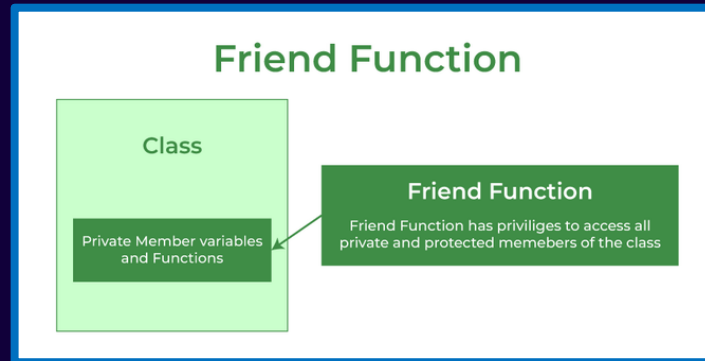 Friend Function
Class
Private Member variables
and Functions
Friend Function
Friend Function has priviliges to access all
private and protected memebers of the class